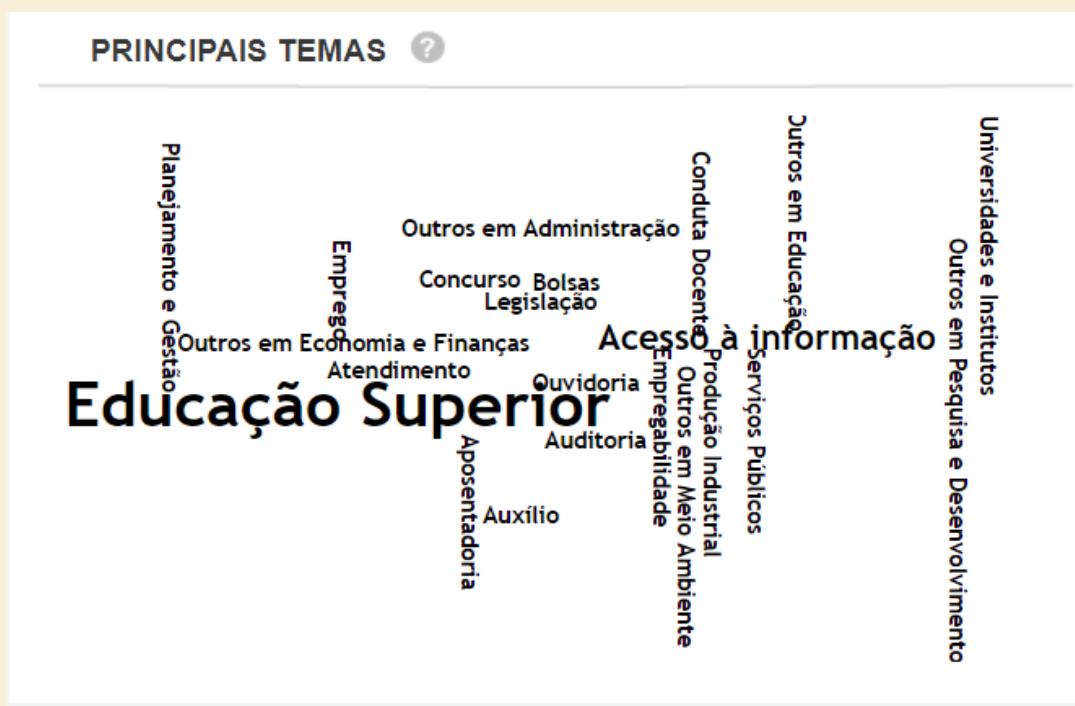 PRINCIPAIS TEMAS ?
Planejamento e Gestão
Emprego
Outros em Administração
Concurso
Bolsas
Legislação
Conduta Docente
Outros em Educação
Universidades e Institutos
Outros em Economia e Finanças
Acesso à informação
Atendimento
Educação Superior
Ouvidoria
Auditoria
Empregabilidade
Outros em Meio Ambiente
Produção Industrial
Serviços Públicos
Outros em Pesquisa e Desenvolvimento
Aposentadoria
Auxílio